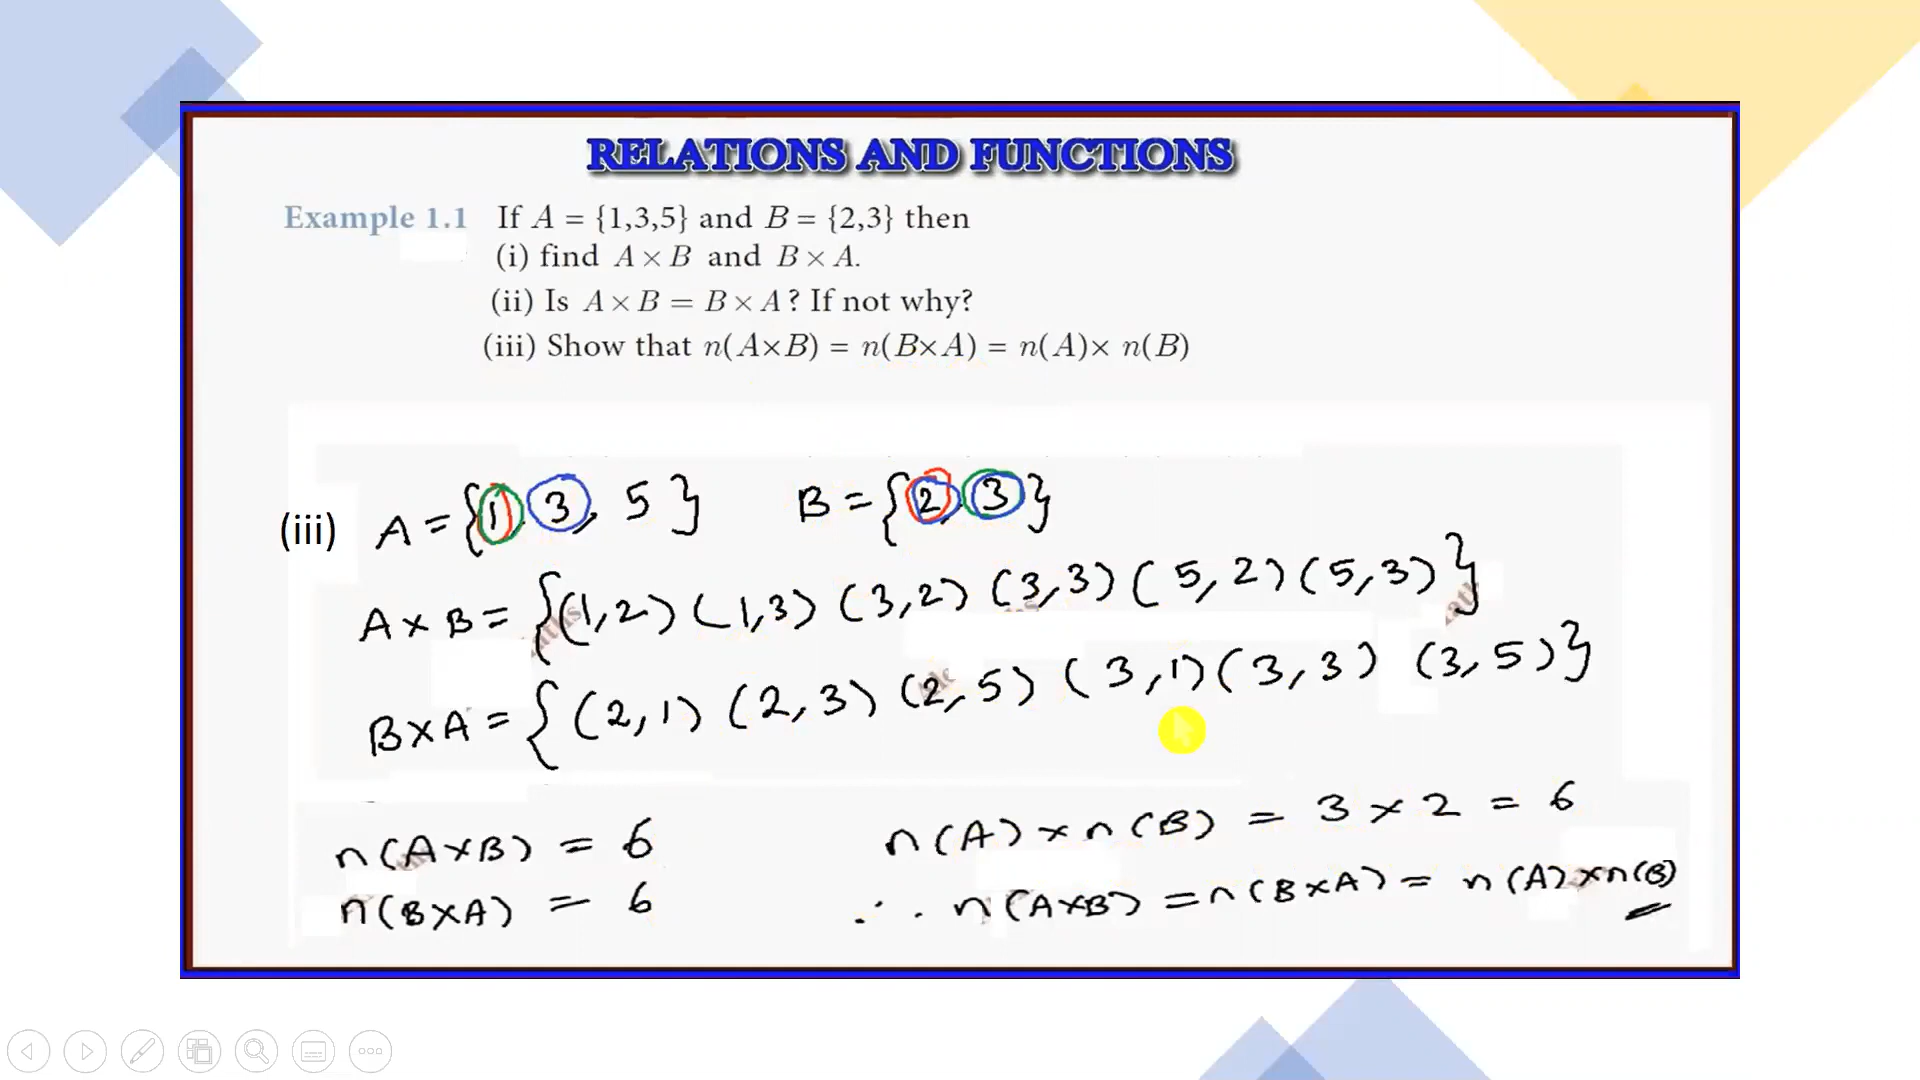 RELATIONS AND FUNCTIONS
Example 1.1 If A = {1,3,5} and B = {2,3} then
(i) find A × B and B × A.
(ii) Is A × B = B × A? If not why?
(iii) Show that n(A×B) = n(B×A) = n(A)× n(B)
(iii) A = {1, 3, 5} B = {2, 3}
A × B = {(1,2) (1,3) (3,2) (3,3) (5,2) (5,3)}
B×A = {(2,1) (2,3) (2,5) (3,1) (3,3) (3,5)}
n(A×B) = 6 n(A) × n(B) = 3 × 2 = 6
n(B×A) = 6 ∴ n(A×B) = n(B×A) = n(A) × n(B)